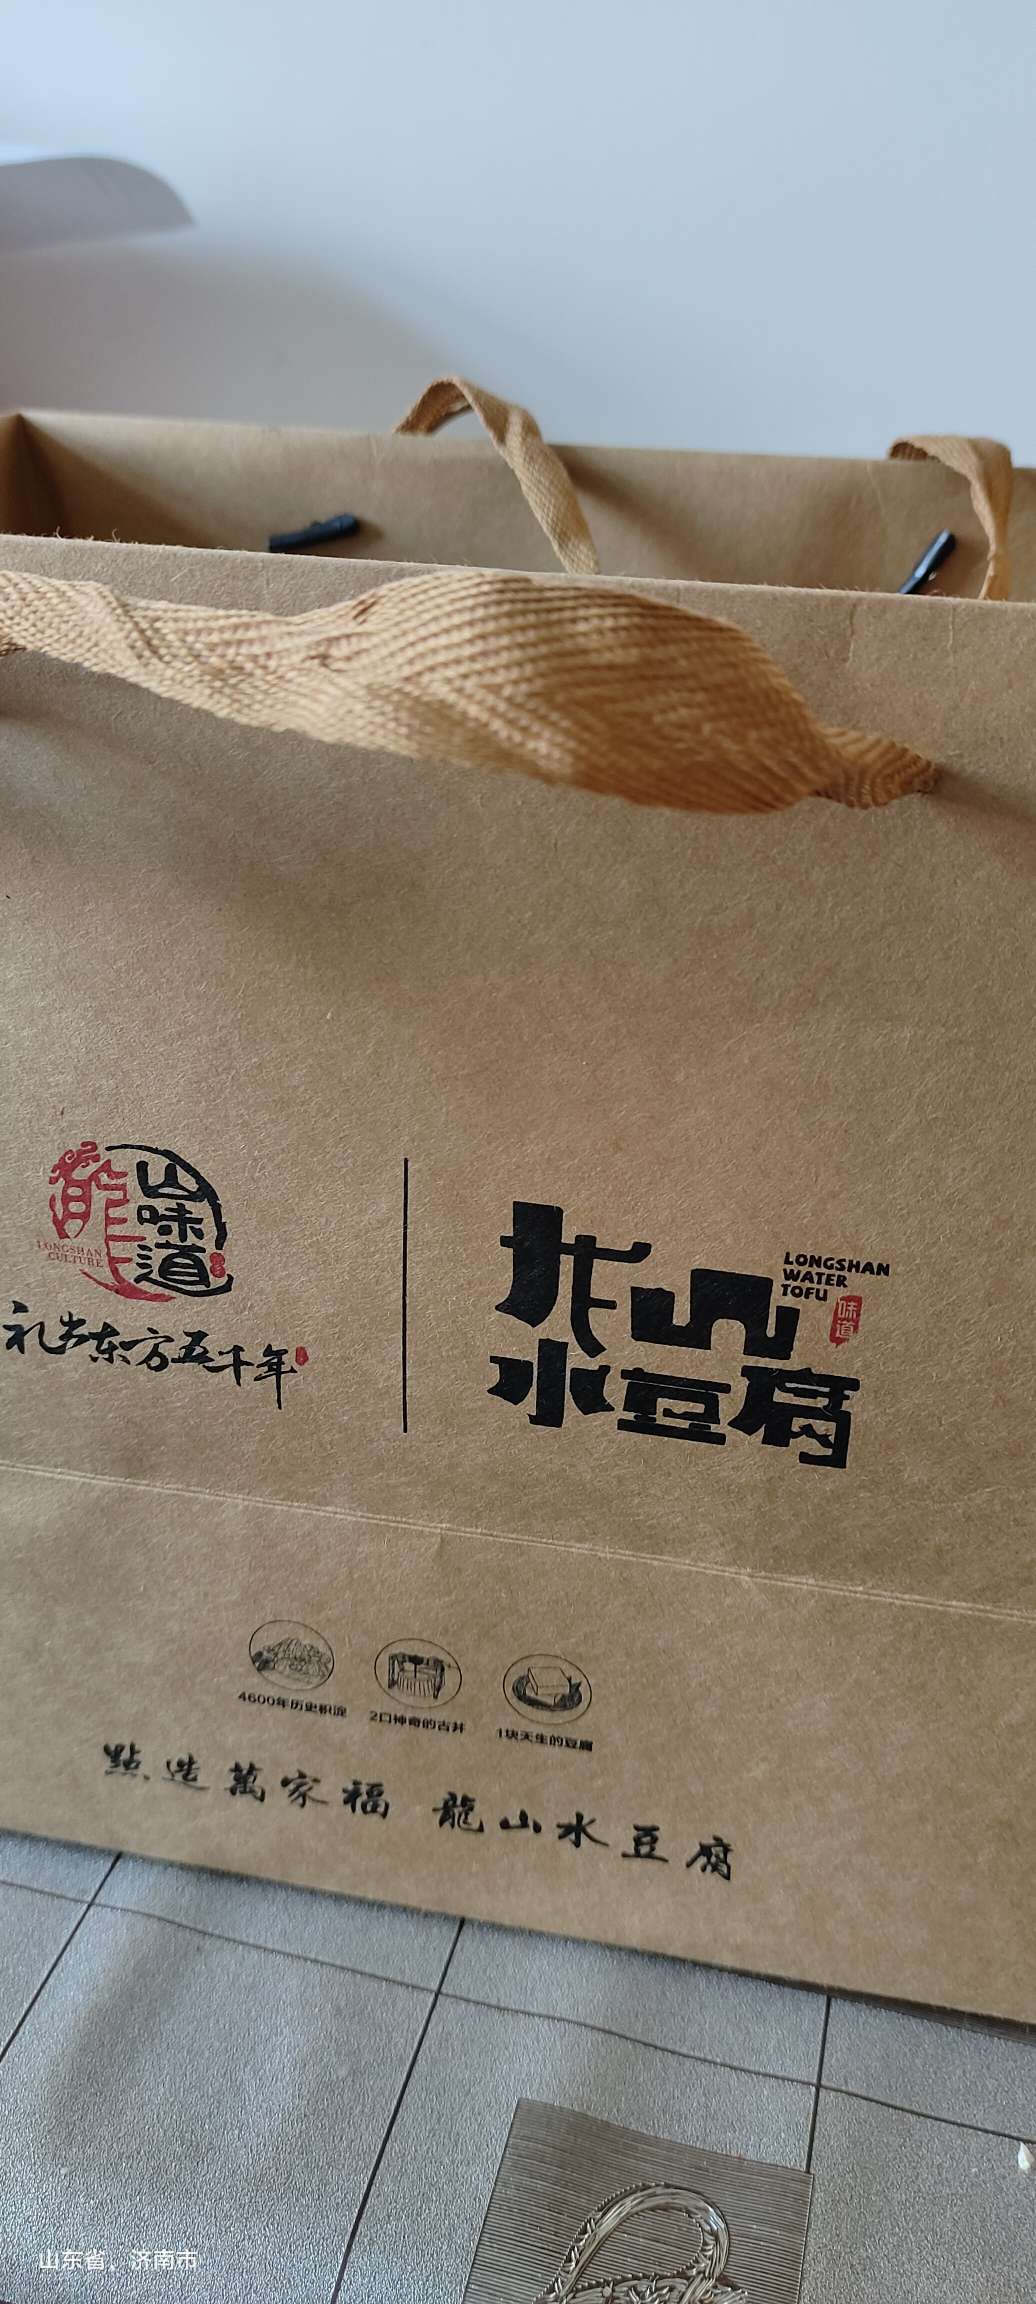 龍山味道
LONGSHAN
CULTURE
礼出东方五千年
龙山
水豆腐
LONGSHAN
WATER
TOFU
味道
4600年历史积淀
2口神奇的古井
1块天生的豆腐
點造萬家福 龍山水豆腐
山东省，济南市